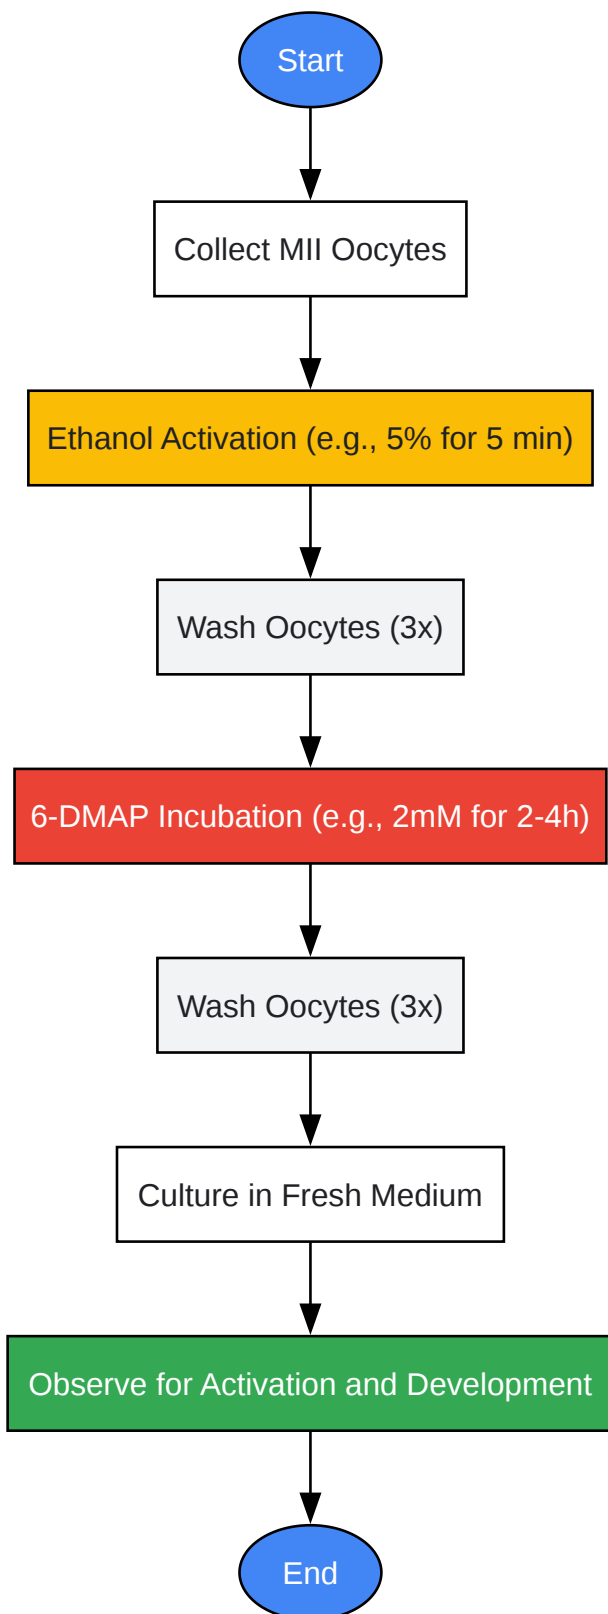 Start
Collect MII Oocytes
Ethanol Activation (e.g., 5% for 5 min)
Wash Oocytes (3x)
6-DMAP Incubation (e.g., 2mM for 2-4h)
Wash Oocytes (3x)
Culture in Fresh Medium
Observe for Activation and Development
End